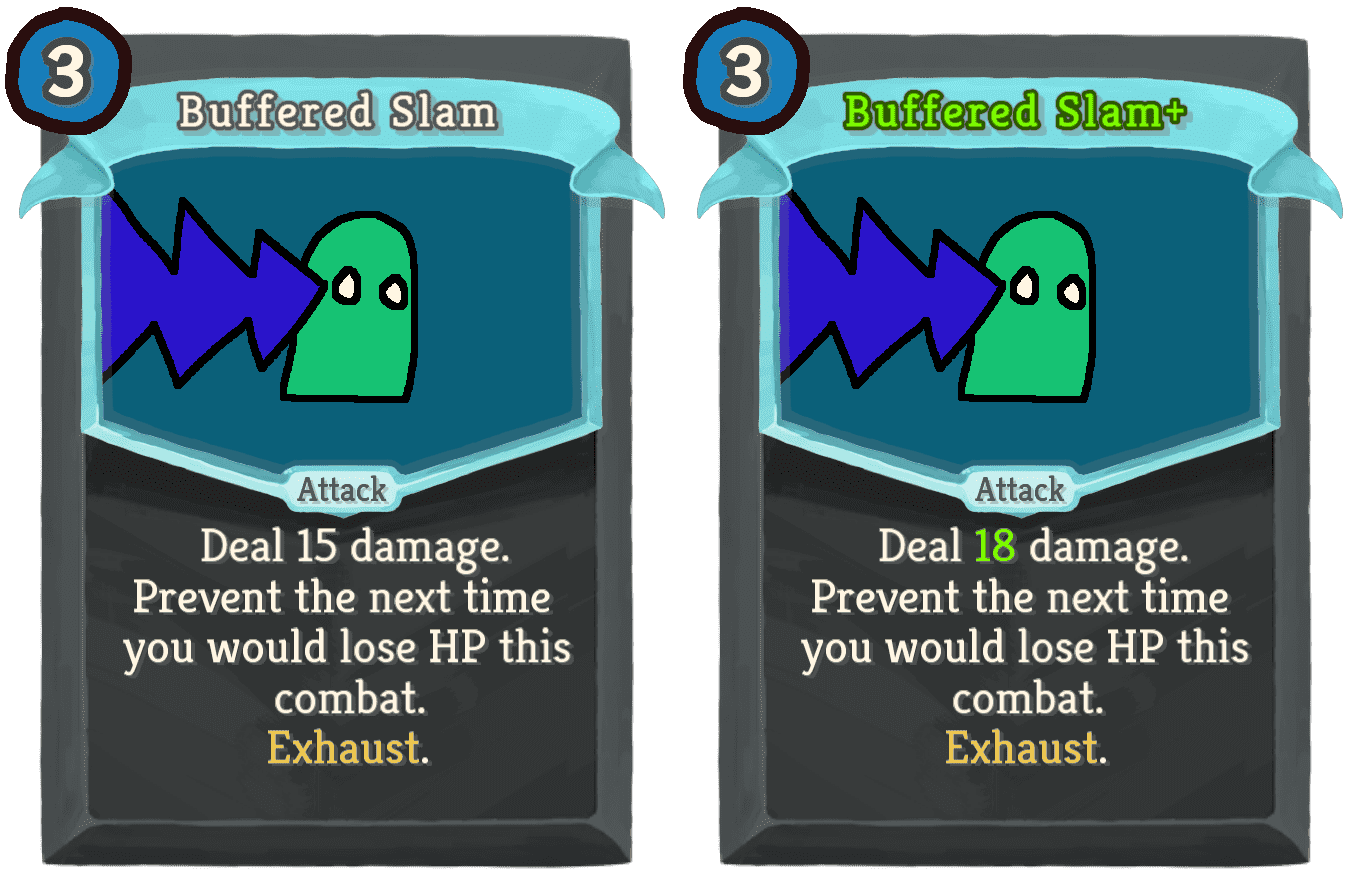 3
Buffered Slam
Attack
Deal 15 damage.
Prevent the next time
you would lose HP this
combat.
Exhaust.
3
Buffered Slam+
Attack
Deal 18 damage.
Prevent the next time
you would lose HP this
combat.
Exhaust.